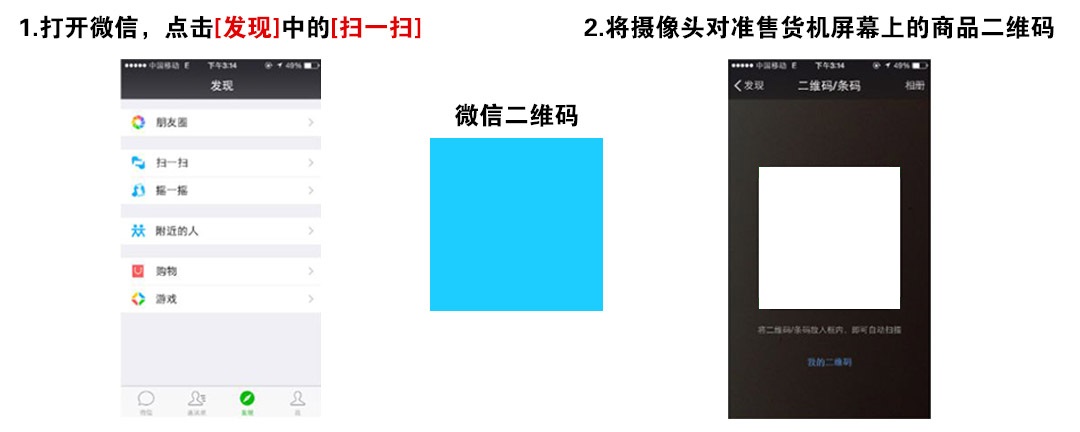 1.打开微信，点击[发现]中的[扫一扫]
2.将摄像头对准售货机屏幕上的商品二维码
中国移动 E 下午3:14 49%
发现
朋友圈
扫一扫
摇一摇
附近的人
购物
游戏
微信 通讯录 发现 我
微信二维码
中国移动 E 下午3:14 49%
发现 二维码/条码 相册
将二维码/条码放入框内，即可自动扫描
我的二维码